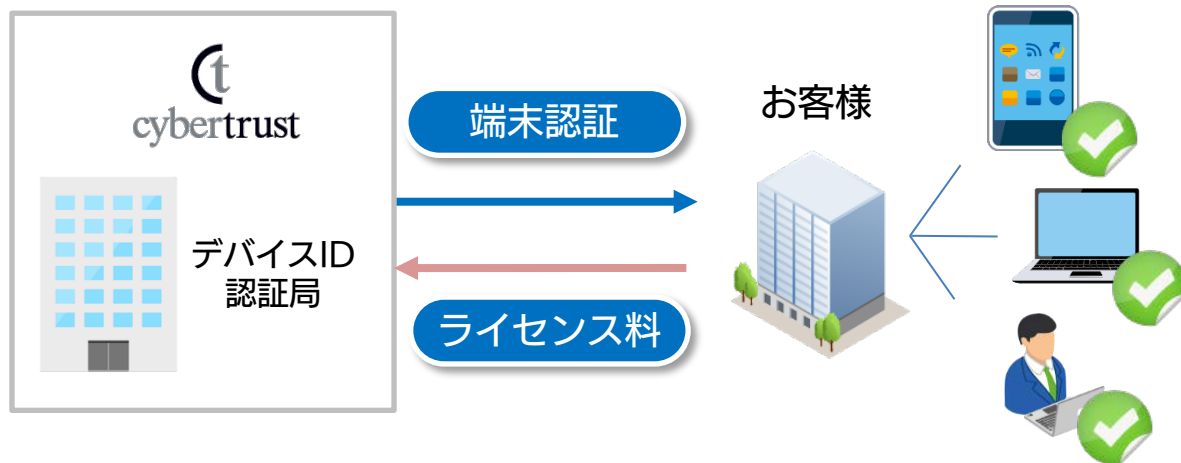 cybertrust
デバイスID
認証局
端末認証
ライセンス料
お客様